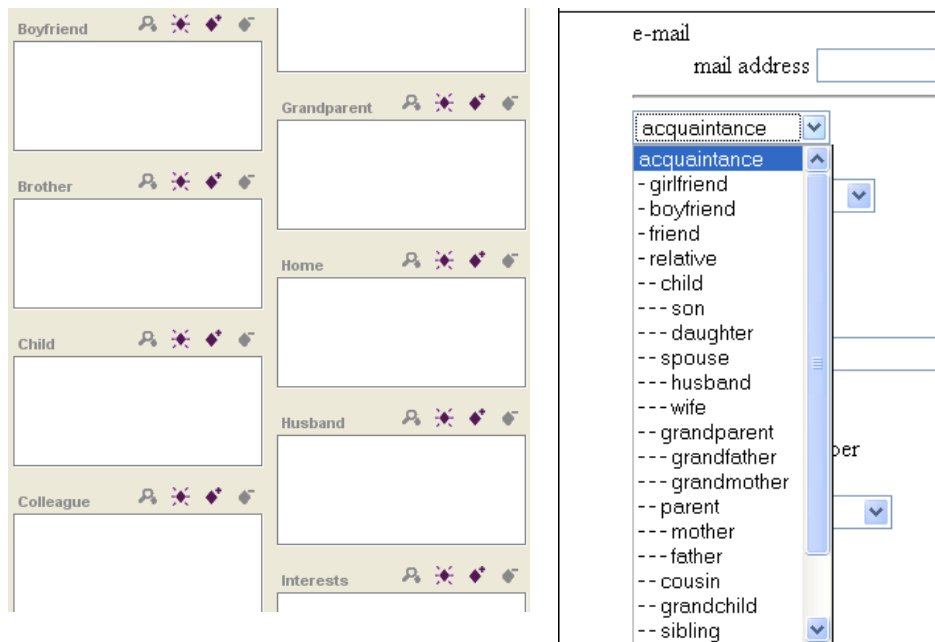 Boyfriend
Brother
Child
Colleague
Grandparent
Home
Husband
Interests
e-mail
mail address
acquaintance
acquaintance
- girlfriend
- boyfriend
- friend
- relative
- - child
- - - son
- - - daughter
- - spouse
- - - husband
- - - wife
- - grandparent
- - - grandfather
- - - grandmother
- - parent
- - - mother
- - - father
- - cousin
- - grandchild
- - sibling